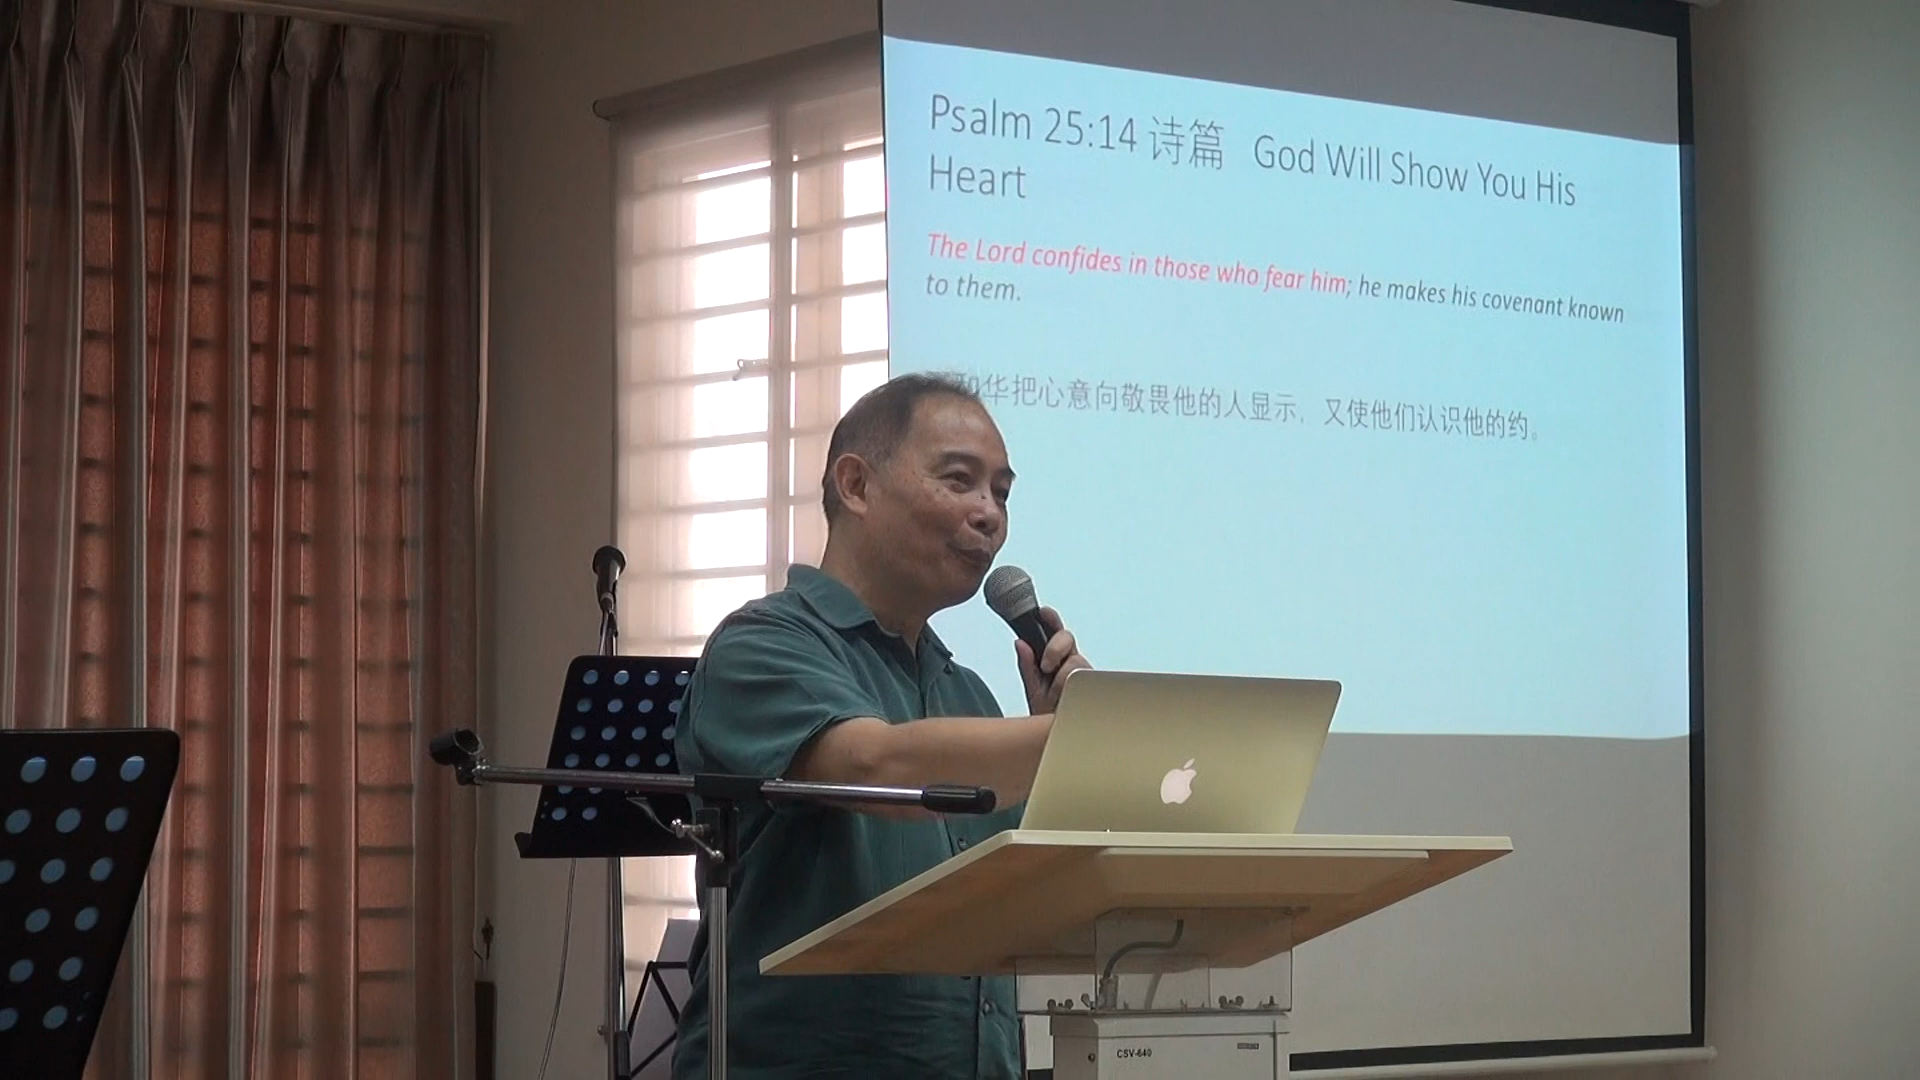 Psalm 25:14 诗篇 God Will Show You His
Heart
The Lord confides in those who fear him; he makes his covenant known
to them.
和华把心意向敬畏他的人显示，又使他们认识他的约。
CSV-640